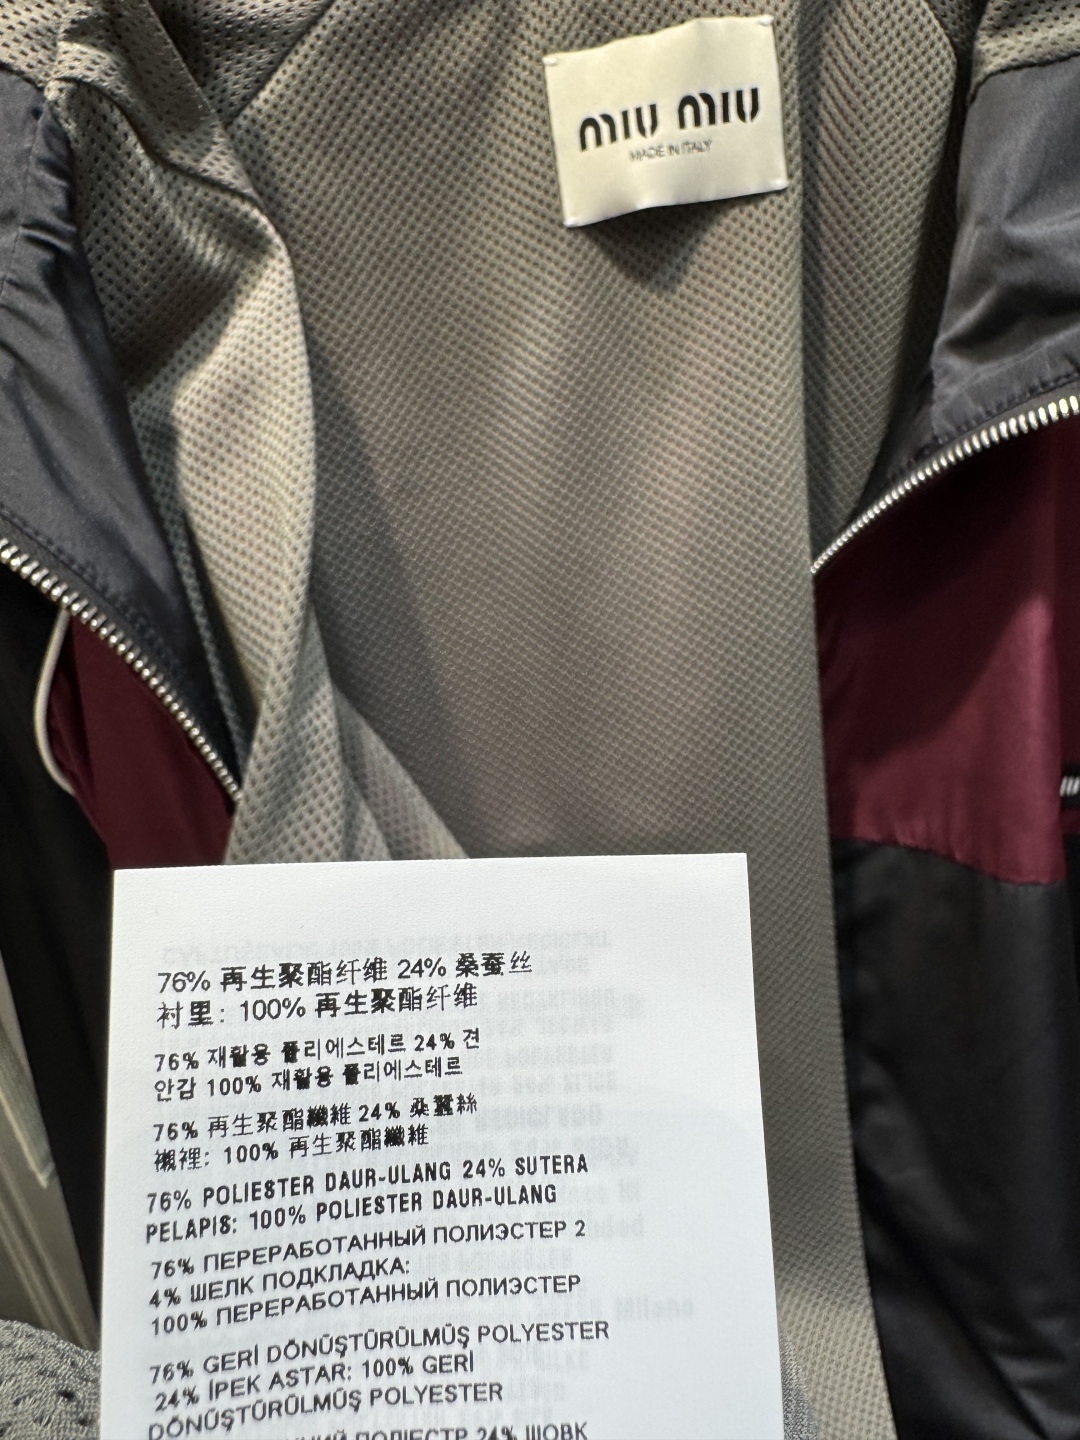 MIU MIU
MADE IN ITALY
76% 再生聚酯纤维 24% 桑蚕丝
衬里: 100% 再生聚酯纤维
76% 재활용 폴리에스테르 24% 견
안감 100% 재활용 폴리에스테르
76% 再生聚酯纖維 24% 桑蠶絲
襯裡: 100% 再生聚酯纖維
76% POLIESTER DAUR-ULANG 24% SUTERA
PELAPIS: 100% POLIESTER DAUR-ULANG
76% ПЕРЕРАБОТАННЫЙ ПОЛИЭСТЕР 2
4% ШЕЛК ПОДКЛАДКА:
100% ПЕРЕРАБОТАННЫЙ ПОЛИЭСТЕР
76% GERİ DÖNÜŞTÜRÜLMÜŞ POLYESTER
24% İPEK ASTAR: 100% GERİ
DÖNÜŞTÜRÜLMÜŞ POLYESTER
24% ШОВК